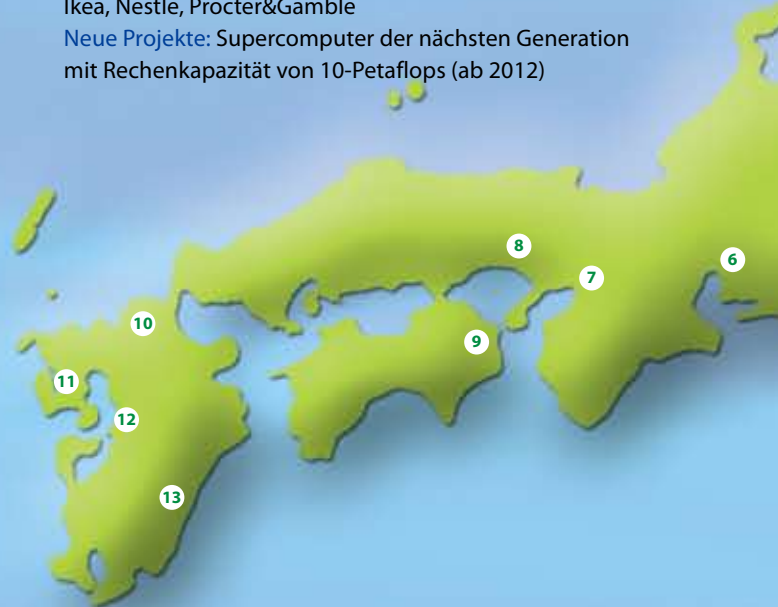 Ikea, Nestlé, Procter&Gamble
Neue Projekte: Supercomputer der nächsten Generation
mit Rechenkapazität von 10-Petaflops (ab 2012)
8
6
7
10
9
11
12
13